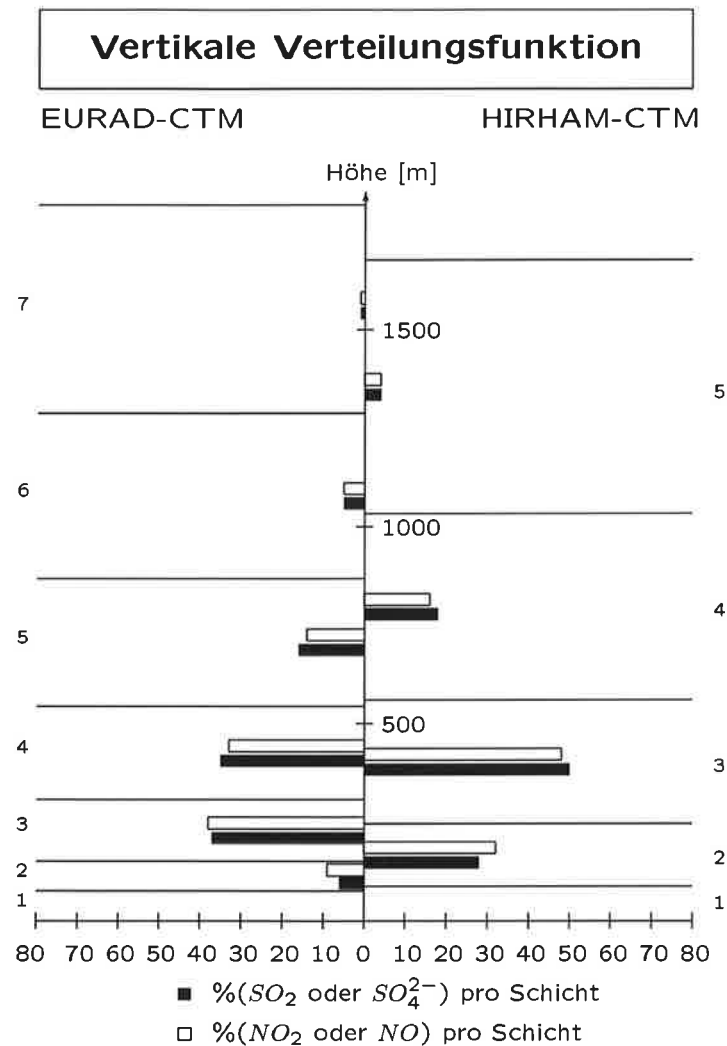 Vertikale Verteilungsfunktion
EURAD-CTM HIRHAM-CTM
Höhe [m]
7
1500
5
6
1000
4
5
500
4
3
3
2
2
1
1
80 70 60 50 40 30 20 10 0 10 20 30 40 50 60 70 80
■ %(SO₂ oder SO₄²⁻) pro Schicht
□ %(NO₂ oder NO) pro Schicht